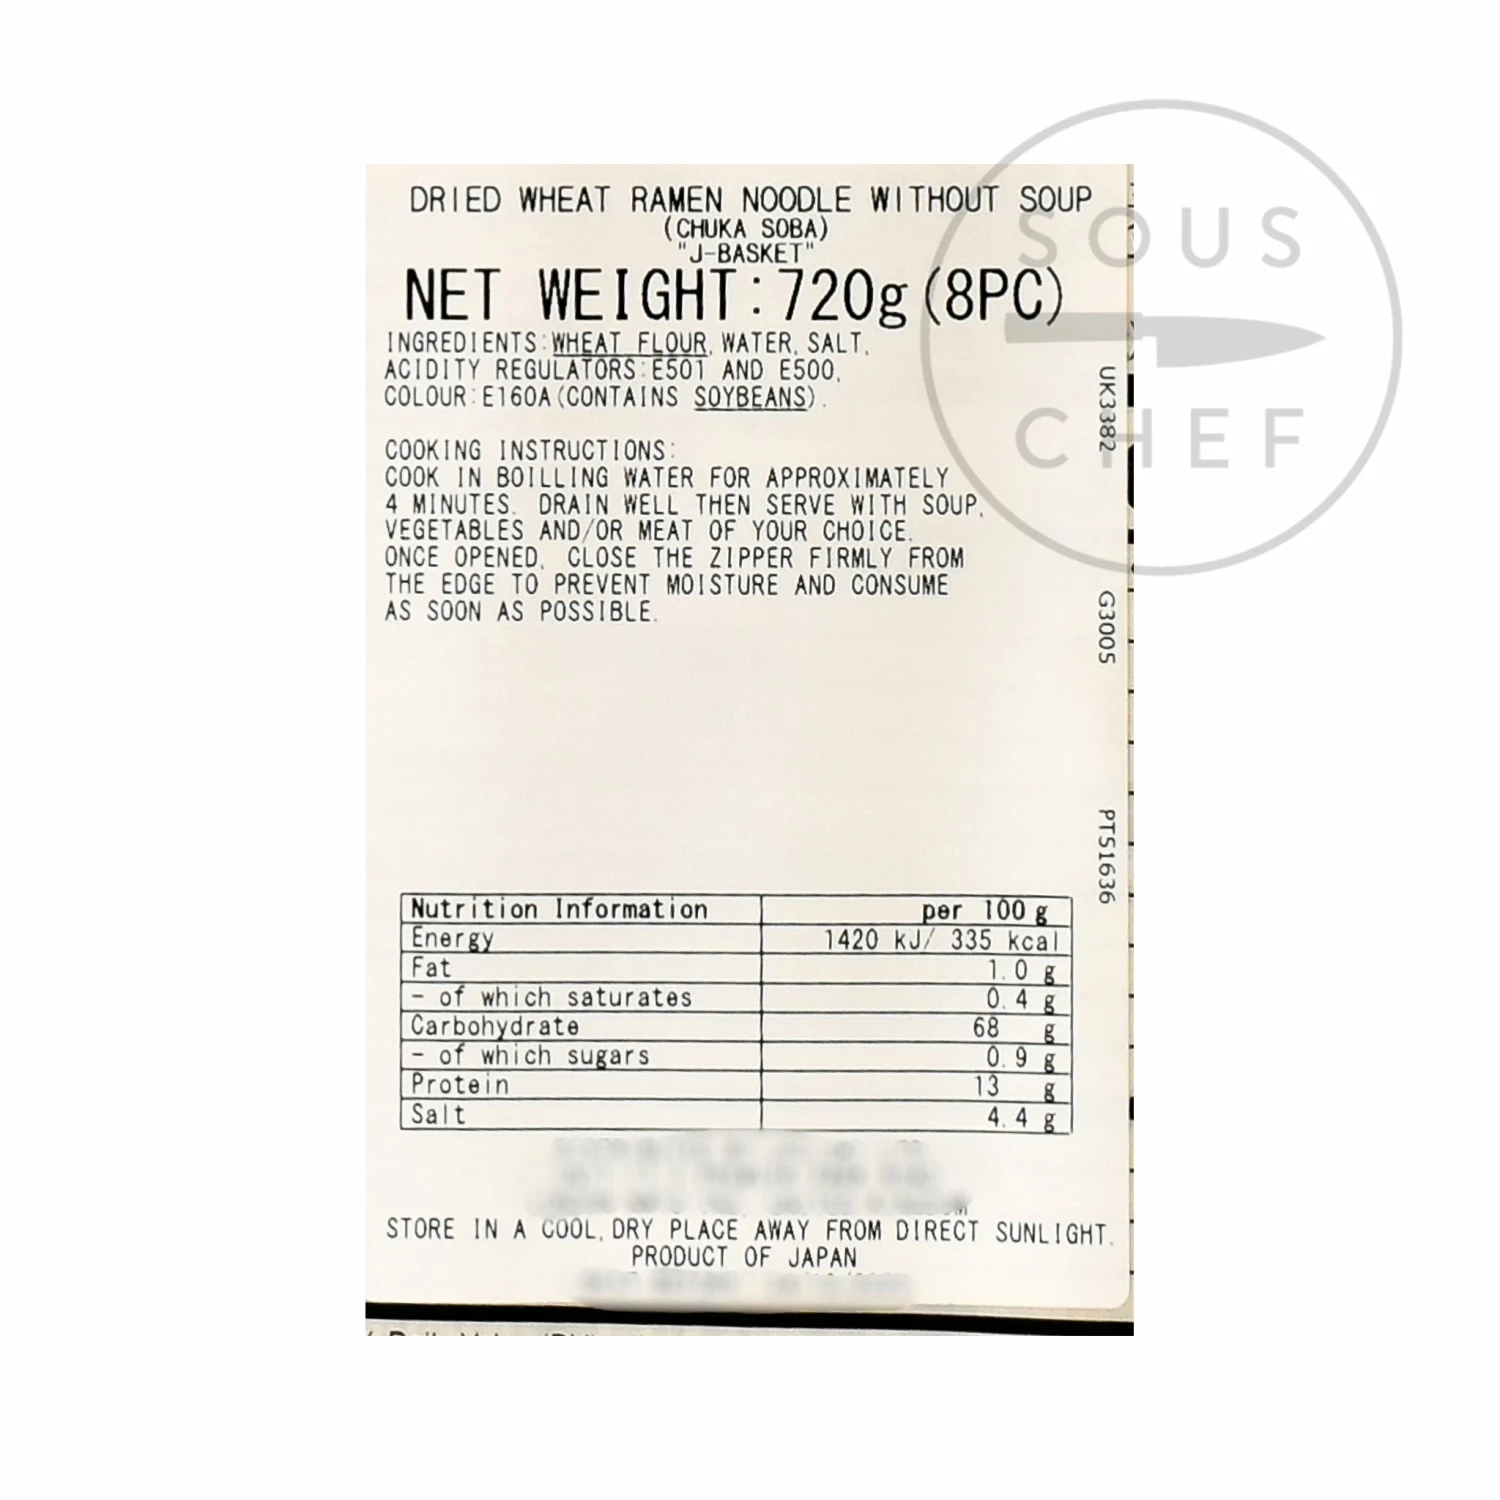 DRIED WHEAT RAMEN NOODLE WITHOUT SOUP
(CHUKA SOBA)
"J-BASKET"
NET WEIGHT:720g(8PC)
INGREDIENTS:WHEAT FLOUR, WATER, SALT,
ACIDITY REGULATORS:E501 AND E500,
COLOUR:E160A(CONTAINS SOYBEANS).
COOKING INSTRUCTIONS:
COOK IN BOILLING WATER FOR APPROXIMATELY
4 MINUTES. DRAIN WELL THEN SERVE WITH SOUP,
VEGETABLES AND/OR MEAT OF YOUR CHOICE.
ONCE OPENED, CLOSE THE ZIPPER FIRMLY FROM
THE EDGE TO PREVENT MOISTURE AND CONSUME
AS SOON AS POSSIBLE.
Nutrition Information per 100 g
Energy 1420 kJ/ 335 kcal
Fat 1.0 g
- of which saturates 0.4 g
Carbohydrate 68 g
- of which sugars 0.9 g
Protein 13 g
Salt 4.4 g
STORE IN A COOL, DRY PLACE AWAY FROM DIRECT SUNLIGHT.
PRODUCT OF JAPAN
UK3382
G3005
PT51636
SOUS
CHEF